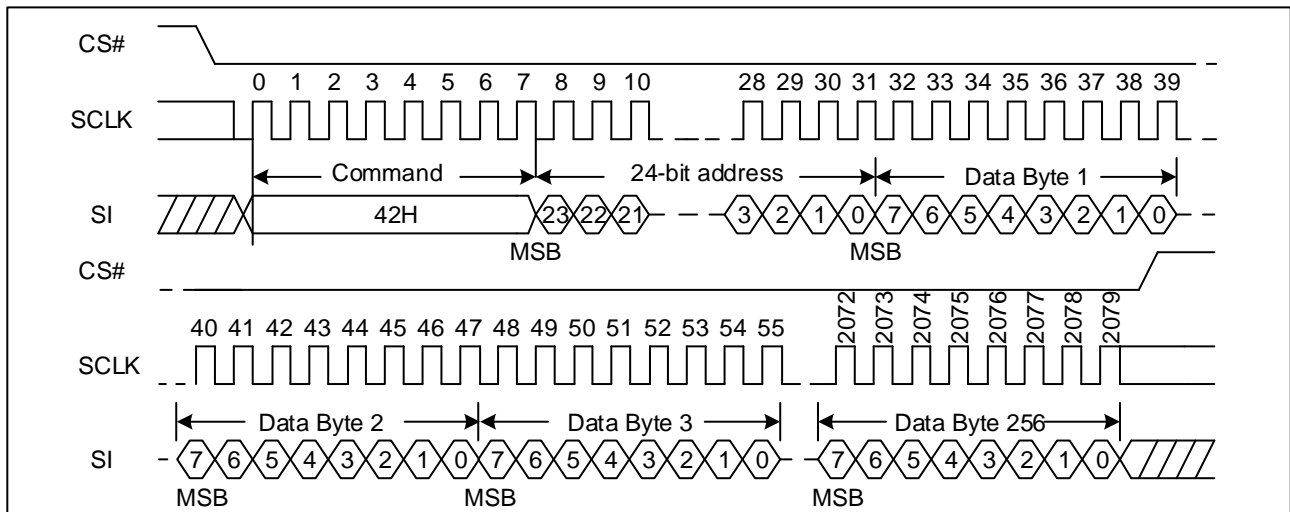 CS#
0 1 2 3 4 5 6 7 8 9 10 28 29 30 31 32 33 34 35 36 37 38 39
SCLK
Command 24-bit address Data Byte 1
SI 42H 23 22 21 3 2 1 0 7 6 5 4 3 2 1 0
MSB MSB
CS#
40 41 42 43 44 45 46 47 48 49 50 51 52 53 54 55 2072 2073 2074 2075 2076 2077 2078 2079
SCLK
Data Byte 2 Data Byte 3 Data Byte 256
SI 7 6 5 4 3 2 1 0 7 6 5 4 3 2 1 0 7 6 5 4 3 2 1 0
MSB MSB MSB